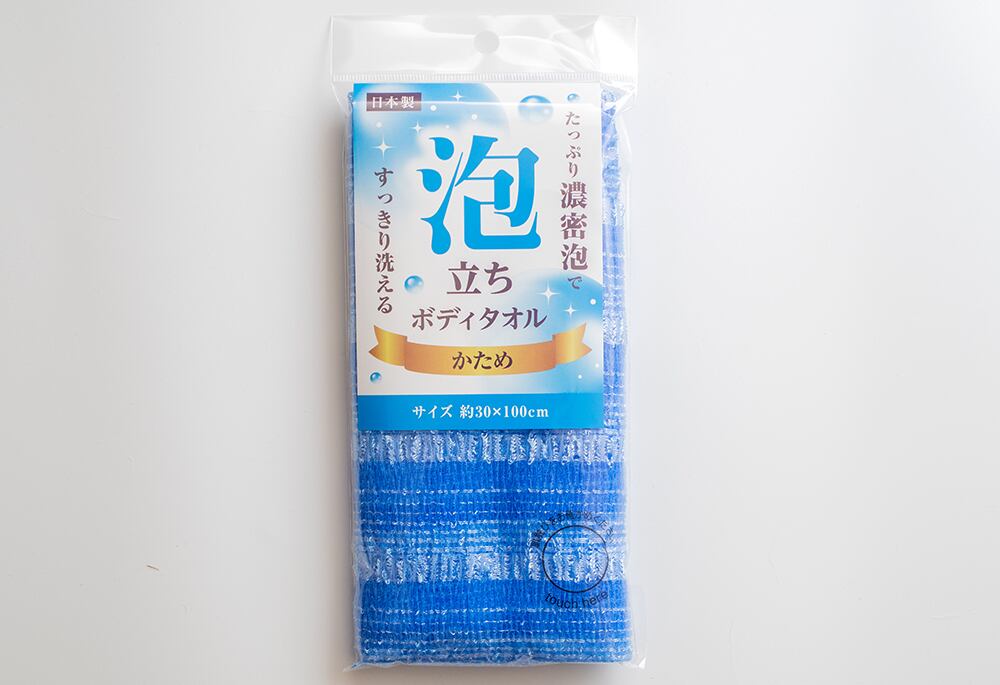 日本製
たっぷり濃密泡で
すっきり洗える
泡
立ち
ボディタオル
かため
サイズ 約30×100cm
touch here